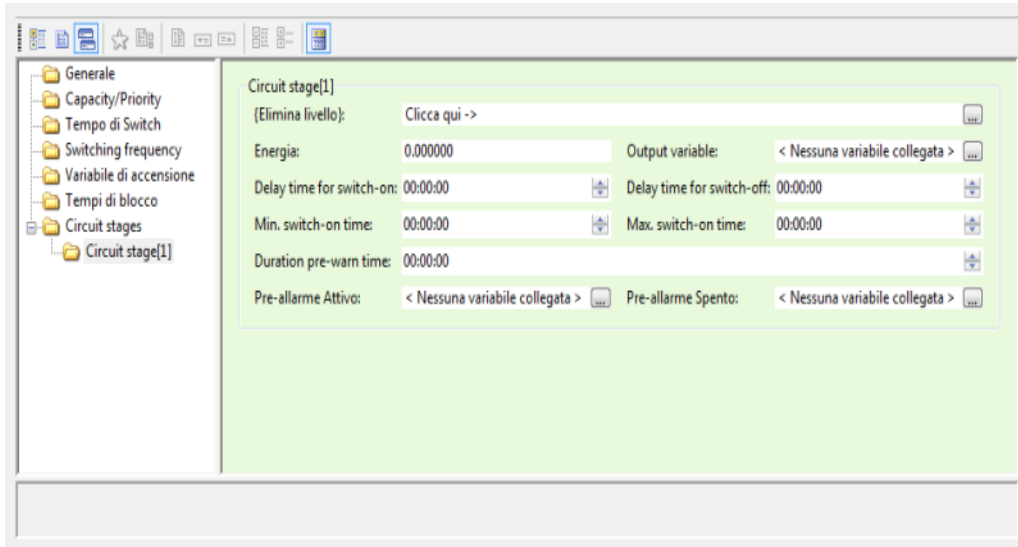 Generale
Capacity/Priority
Tempo di Switch
Switching frequency
Variabile di accensione
Tempi di blocco
Circuit stages
Circuit stage[1]
Circuit stage[1]
{Elimina livello}: Clicca qui -> ...
Energia: 0.000000 Output variable: < Nessuna variabile collegata > ...
Delay time for switch-on: 00:00:00 Delay time for switch-off: 00:00:00
Min. switch-on time: 00:00:00 Max. switch-on time: 00:00:00
Duration pre-warn time: 00:00:00
Pre-allarme Attivo: < Nessuna variabile collegata > ... Pre-allarme Spento: < Nessuna variabile collegata > ...